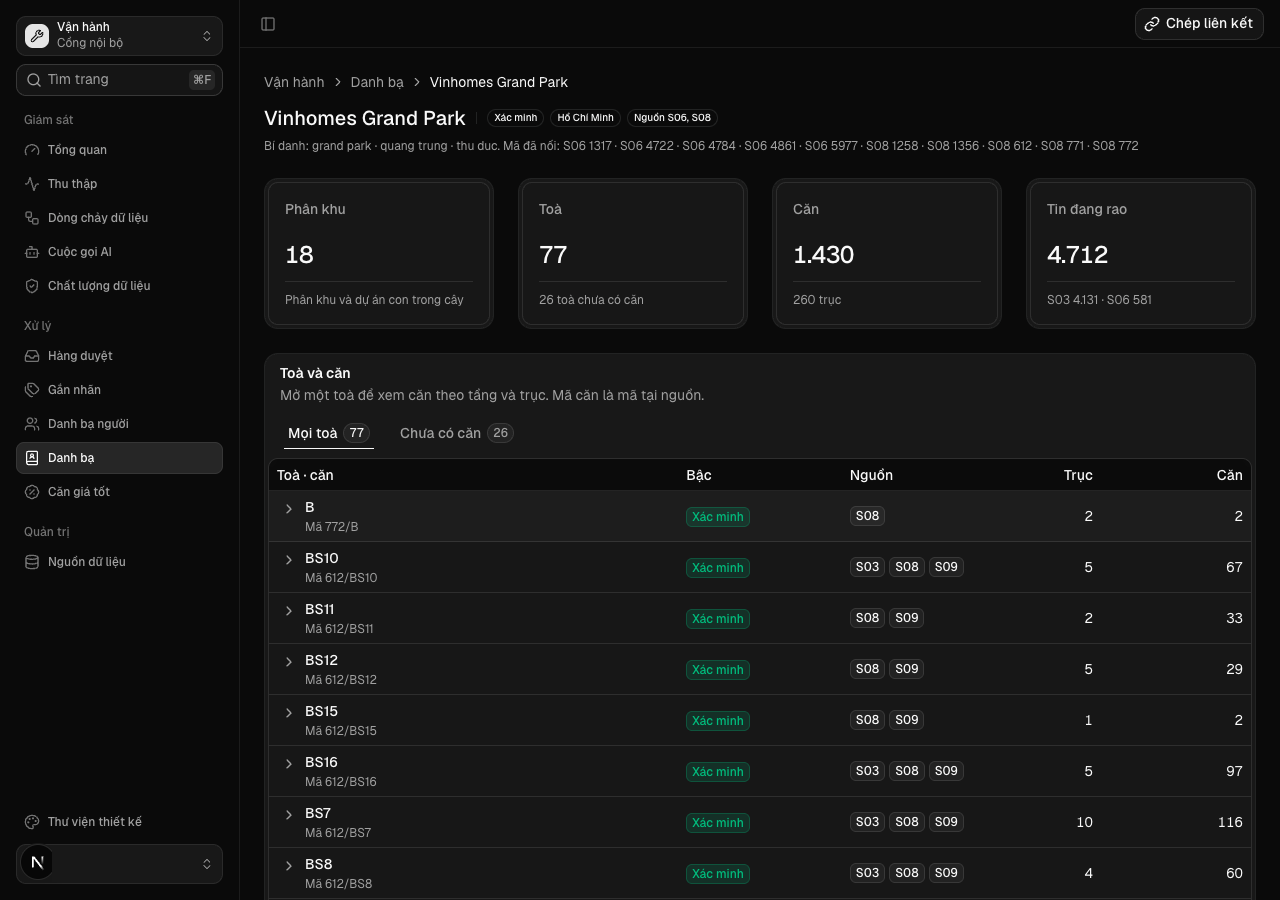 Vận hành
Cổng nội bộ
Tìm trang ⌘F
Giám sát
Tổng quan
Thu thập
Dòng chảy dữ liệu
Cuộc gọi AI
Chất lượng dữ liệu
Xử lý
Hàng duyệt
Gắn nhãn
Danh bạ người
Danh bạ
Căn giá tốt
Quản trị
Nguồn dữ liệu
Thư viện thiết kế
N
Chép liên kết
Vận hành > Danh bạ > Vinhomes Grand Park
Vinhomes Grand Park Xác minh Hồ Chí Minh Nguồn S06, S08
Bí danh: grand park · quang trung · thu duc. Mã đã nối: S06 1317 · S06 4722 · S06 4784 · S06 4861 · S06 5977 · S08 1258 · S08 1356 · S08 612 · S08 771 · S08 772
Phân khu
18
Phân khu và dự án con trong cây
Toà
77
26 toà chưa có căn
Căn
1.430
260 trục
Tin đang rao
4.712
S03 4.131 · S06 581
Toà và căn
Mở một toà để xem căn theo tầng và trục. Mã căn là mã tại nguồn.
Mọi toà 77 Chưa có căn 26
Toà · căn Bậc Nguồn Trục Căn
B
Mã 772/B
Xác minh S08 2 2
BS10
Mã 612/BS10
Xác minh S03 S08 S09 5 67
BS11
Mã 612/BS11
Xác minh S08 S09 2 33
BS12
Mã 612/BS12
Xác minh S08 S09 5 29
BS15
Mã 612/BS15
Xác minh S08 S09 1 2
BS16
Mã 612/BS16
Xác minh S03 S08 S09 5 97
BS7
Mã 612/BS7
Xác minh S03 S08 S09 10 116
BS8
Mã 612/BS8
Xác minh S03 S08 S09 4 60